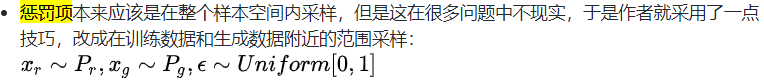 • 惩罚项本来应该是在整个样本空间内采样，但是这在很多问题中不现实，于是作者就采用了一点
技巧，改成在训练数据和生成数据附近的范围采样：
x_r ∼ P_r, x_g ∼ P_g, ϵ ∼ Uniform[0, 1]